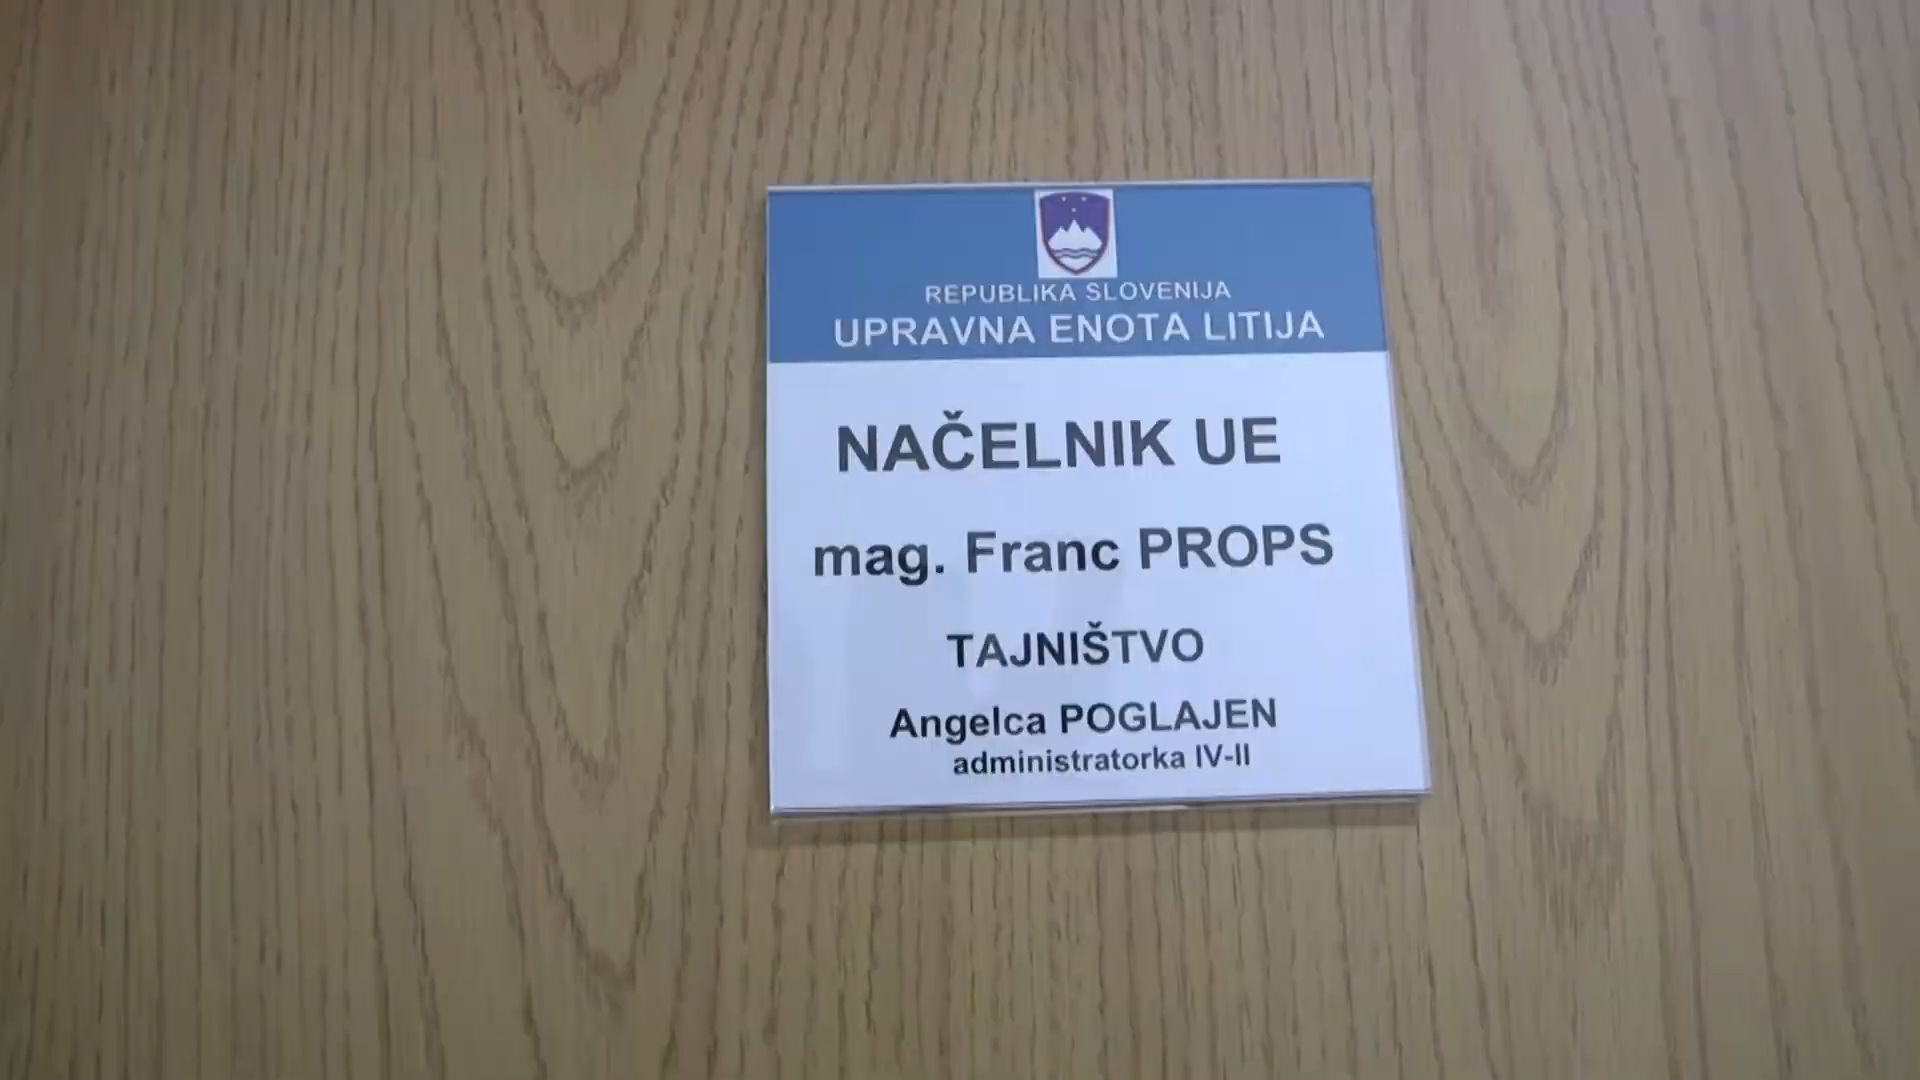 REPUBLIKA SLOVENIJA
UPRAVNA ENOTA LITIJA
NAČELNIK UE
mag. Franc PROPS
TAJNIŠTVO
Angelca POGLAJEN
administratorka IV-II